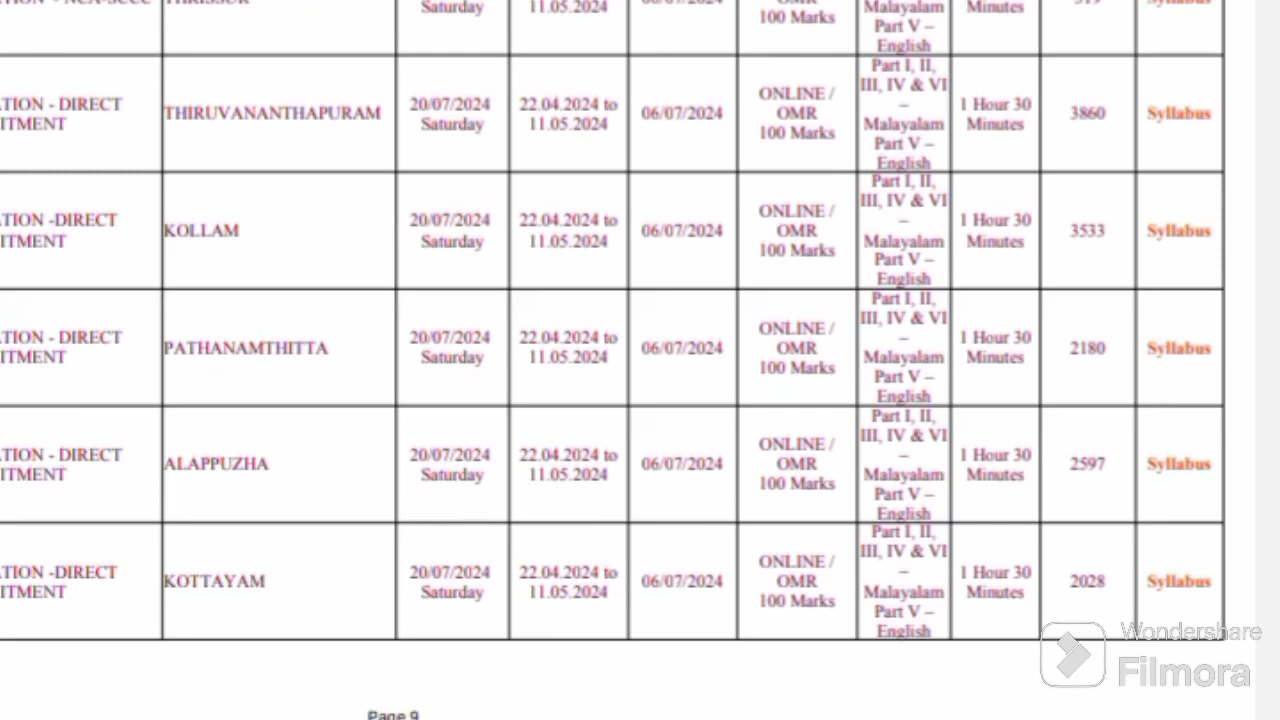 Saturday
11.05.2024
100 Marks
Malayalam
Part V –
English
Minutes
Syllabus
TION - DIRECT
ITMENT
THIRUVANANTHAPURAM
20/07/2024
Saturday
22.04.2024 to
11.05.2024
06/07/2024
ONLINE /
OMR
100 Marks
Part I, II,
III, IV & VI
–
Malayalam
Part V –
English
1 Hour 30
Minutes
3860
Syllabus
TION -DIRECT
ITMENT
KOLLAM
20/07/2024
Saturday
22.04.2024 to
11.05.2024
06/07/2024
ONLINE /
OMR
100 Marks
Part I, II,
III, IV & VI
–
Malayalam
Part V –
English
1 Hour 30
Minutes
3533
Syllabus
TION - DIRECT
ITMENT
PATHANAMTHITTA
20/07/2024
Saturday
22.04.2024 to
11.05.2024
06/07/2024
ONLINE /
OMR
100 Marks
Part I, II,
III, IV & VI
–
Malayalam
Part V –
English
1 Hour 30
Minutes
2180
Syllabus
TION - DIRECT
ITMENT
ALAPPUZHA
20/07/2024
Saturday
22.04.2024 to
11.05.2024
06/07/2024
ONLINE /
OMR
100 Marks
Part I, II,
III, IV & VI
–
Malayalam
Part V –
English
1 Hour 30
Minutes
2597
Syllabus
TION -DIRECT
ITMENT
KOTTAYAM
20/07/2024
Saturday
22.04.2024 to
11.05.2024
06/07/2024
ONLINE /
OMR
100 Marks
Part I, II,
III, IV & VI
–
Malayalam
Part V –
English
1 Hour 30
Minutes
2028
Syllabus
Wondershare
Filmora
Page 9